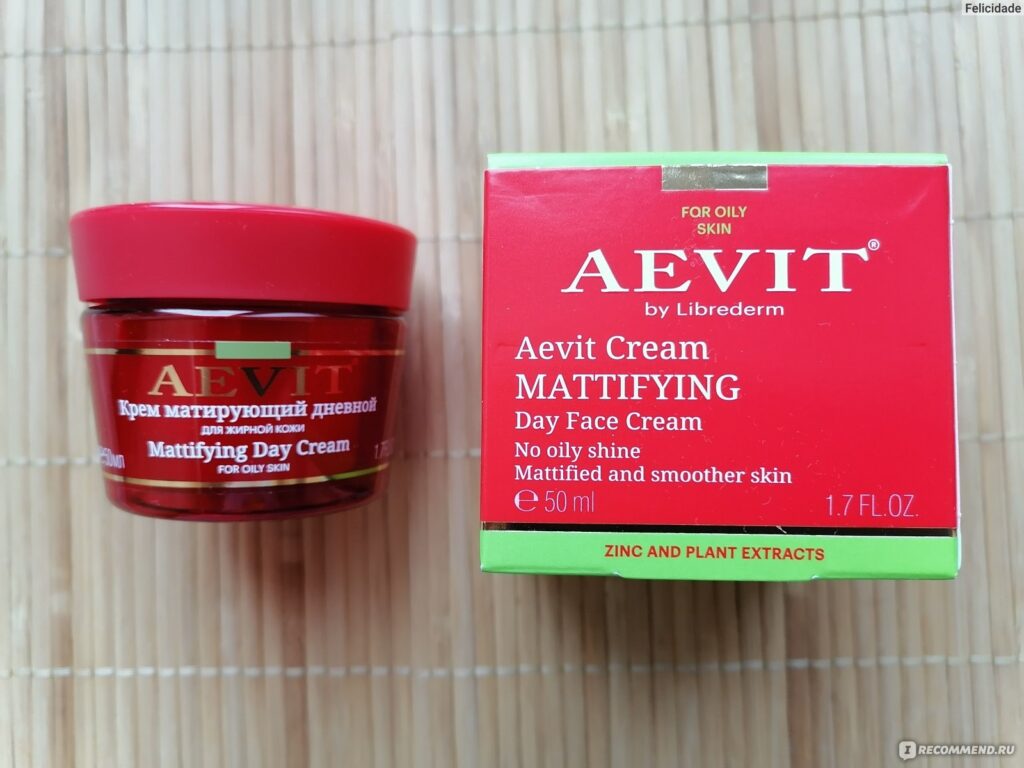 Felicidade
AEVIT
Крем матирующий дневной
ДЛЯ ЖИРНОЙ КОЖИ
Mattifying Day Cream
FOR OILY SKIN
℮50мл
FOR OILY
SKIN
AEVIT®
by Librederm
Aevit Cream
MATTIFYING
Day Face Cream
No oily shine
Mattified and smoother skin
℮ 50 ml
1.7 FL.OZ.
ZINC AND PLANT EXTRACTS
IRECOMMEND.RU